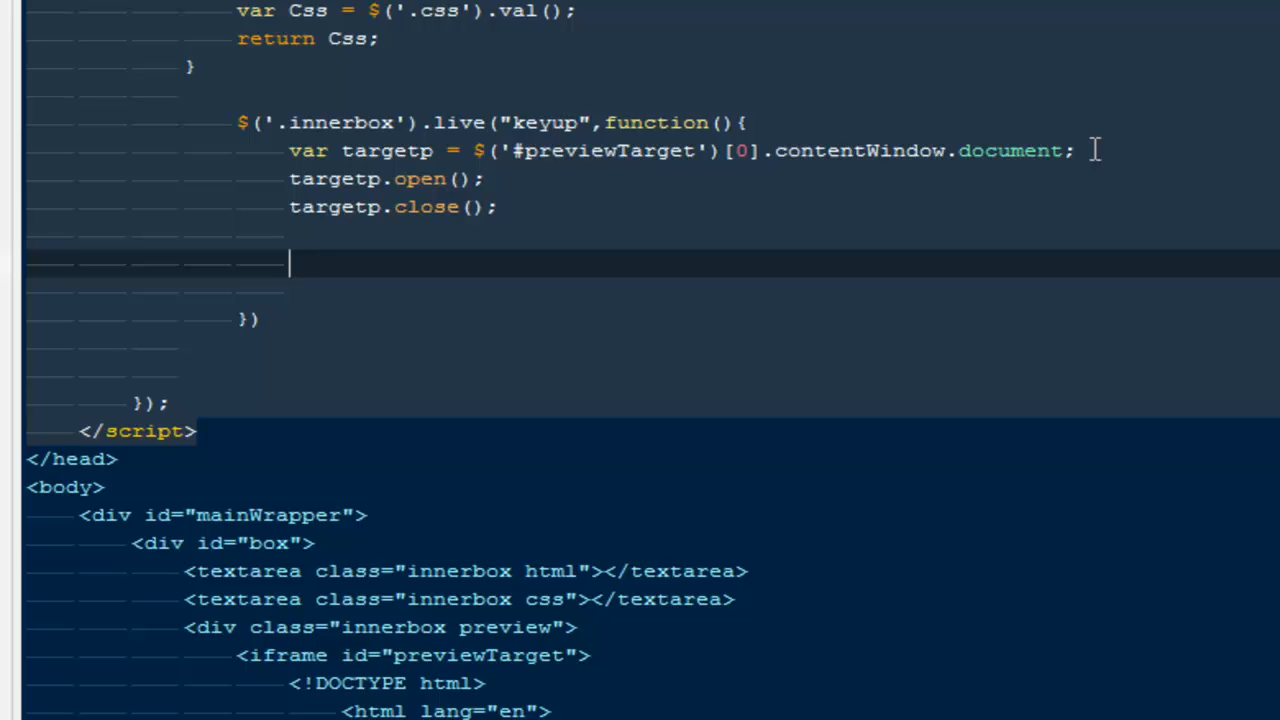 var Css = $('.css').val();
return Css;
}
$('.innerbox').live("keyup",function(){
var targetp = $('#previewTarget')[0].contentWindow.document;
targetp.open();
targetp.close();
})
});
</script>
</head>
<body>
<div id="mainWrapper">
<div id="box">
<textarea class="innerbox html"></textarea>
<textarea class="innerbox css"></textarea>
<div class="innerbox preview">
<iframe id="previewTarget">
<!DOCTYPE html>
<html lang="en">